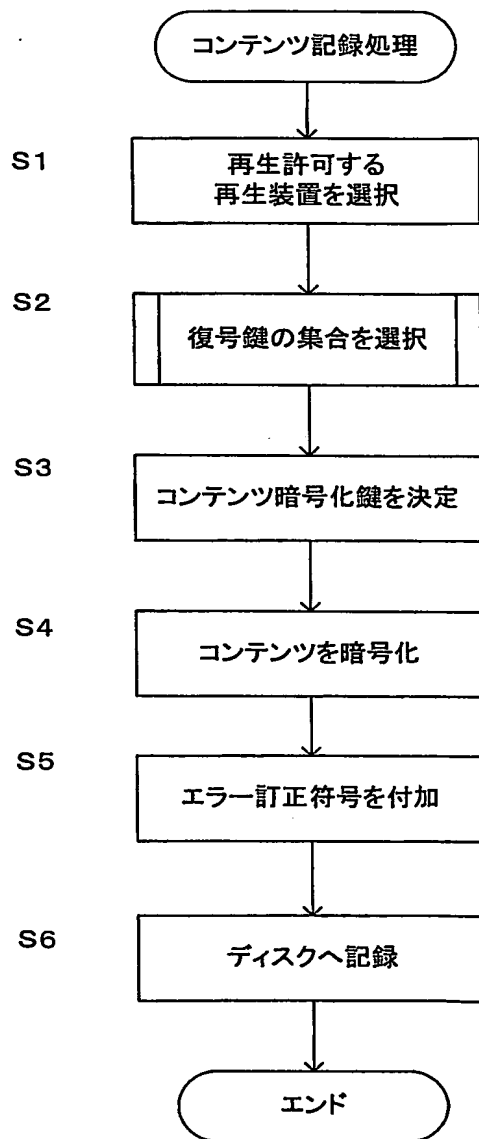 コンテンツ記録処理
S1
再生許可する
再生装置を選択
S2
復号鍵の集合を選択
S3
コンテンツ暗号化鍵を決定
S4
コンテンツを暗号化
S5
エラー訂正符号を付加
S6
ディスクへ記録
エンド